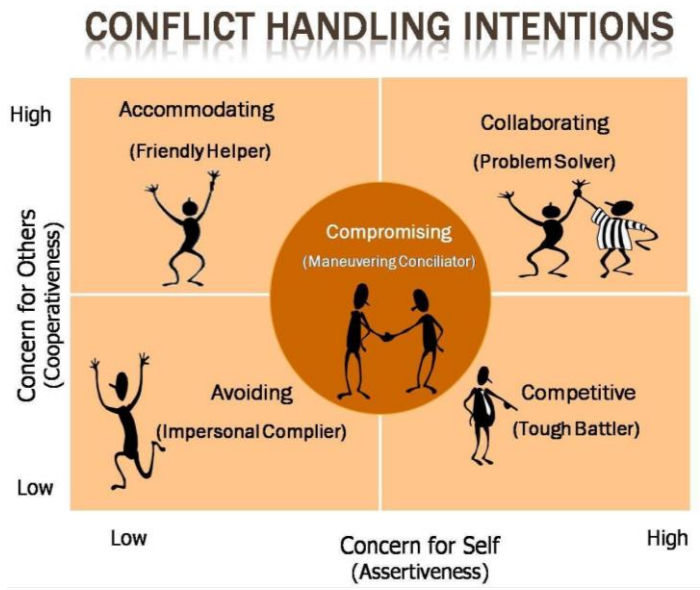 CONFLICT HANDLING INTENTIONS
High
Accommodating
(Friendly Helper)
Collaborating
(Problem Solver)
Compromising
(Maneuvering Conciliator)
Concern for Others
(Cooperativeness)
Avoiding
(Impersonal Complier)
Competitive
(Tough Battler)
Low
Low
Concern for Self
(Assertiveness)
High